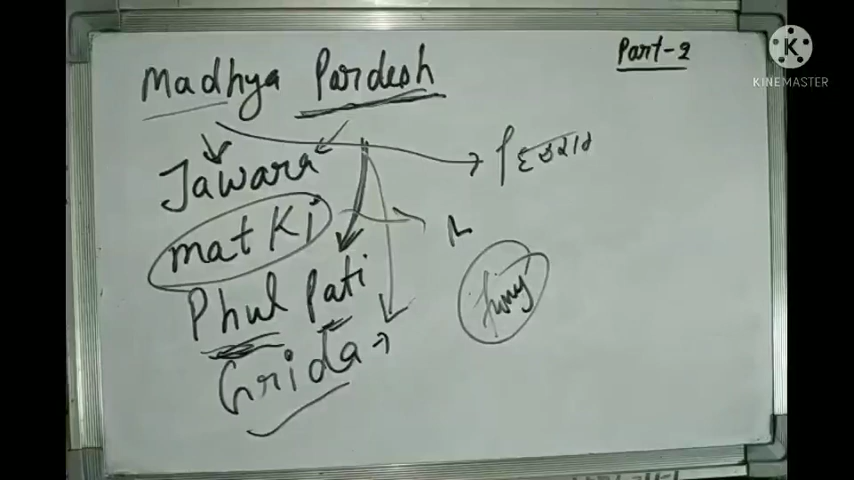 Part-2
KINEMASTER
Madhya Pardesh
Jawara
matki
Phul Pati
Grida